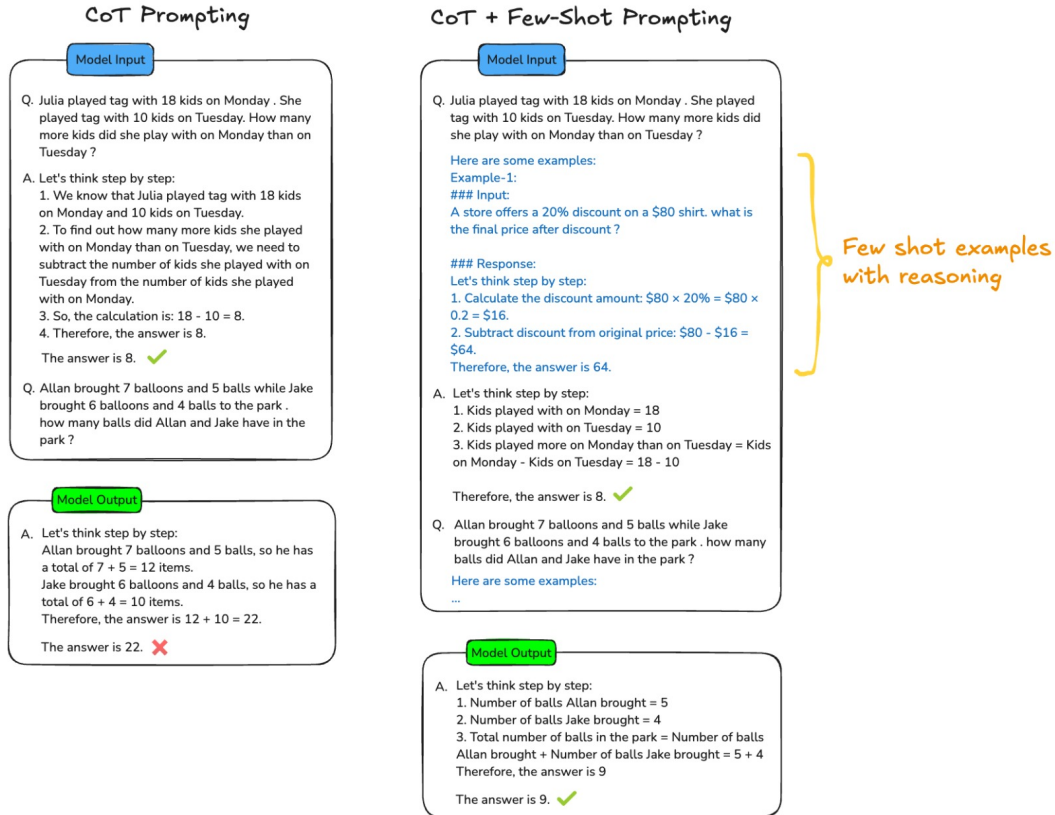 CoT Prompting
Model Input
Q. Julia played tag with 18 kids on Monday . She
played tag with 10 kids on Tuesday. How many
more kids did she play with on Monday than on
Tuesday ?
A. Let's think step by step:
1. We know that Julia played tag with 18 kids
on Monday and 10 kids on Tuesday.
2. To find out how many more kids she played
with on Monday than on Tuesday, we need to
subtract the number of kids she played with on
Tuesday from the number of kids she played
with on Monday.
3. So, the calculation is: 18 - 10 = 8.
4. Therefore, the answer is 8.
The answer is 8.
Q. Allan brought 7 balloons and 5 balls while Jake
brought 6 balloons and 4 balls to the park .
how many balls did Allan and Jake have in the
park ?
Model Output
A. Let's think step by step:
Allan brought 7 balloons and 5 balls, so he has
a total of 7 + 5 = 12 items.
Jake brought 6 balloons and 4 balls, so he has a
total of 6 + 4 = 10 items.
Therefore, the answer is 12 + 10 = 22.
The answer is 22.
CoT + Few-Shot Prompting
Model Input
Q. Julia played tag with 18 kids on Monday . She played
tag with 10 kids on Tuesday. How many more kids did
she play with on Monday than on Tuesday ?
Here are some examples:
Example-1:
### Input:
A store offers a 20% discount on a $80 shirt. what is
the final price after discount ?
### Response:
Let's think step by step:
1. Calculate the discount amount: $80 × 20% = $80 ×
0.2 = $16.
2. Subtract discount from original price: $80 - $16 =
$64.
Therefore, the answer is 64.
A. Let's think step by step:
1. Kids played with on Monday = 18
2. Kids played with on Tuesday = 10
3. Kids played more on Monday than on Tuesday = Kids
on Monday - Kids on Tuesday = 18 - 10
Therefore, the answer is 8.
Q. Allan brought 7 balloons and 5 balls while Jake
brought 6 balloons and 4 balls to the park . how many
balls did Allan and Jake have in the park ?
Here are some examples:
...
Model Output
A. Let's think step by step:
1. Number of balls Allan brought = 5
2. Number of balls Jake brought = 4
3. Total number of balls in the park = Number of balls
Allan brought + Number of balls Jake brought = 5 + 4
Therefore, the answer is 9
The answer is 9.
Few shot examples
with reasoning